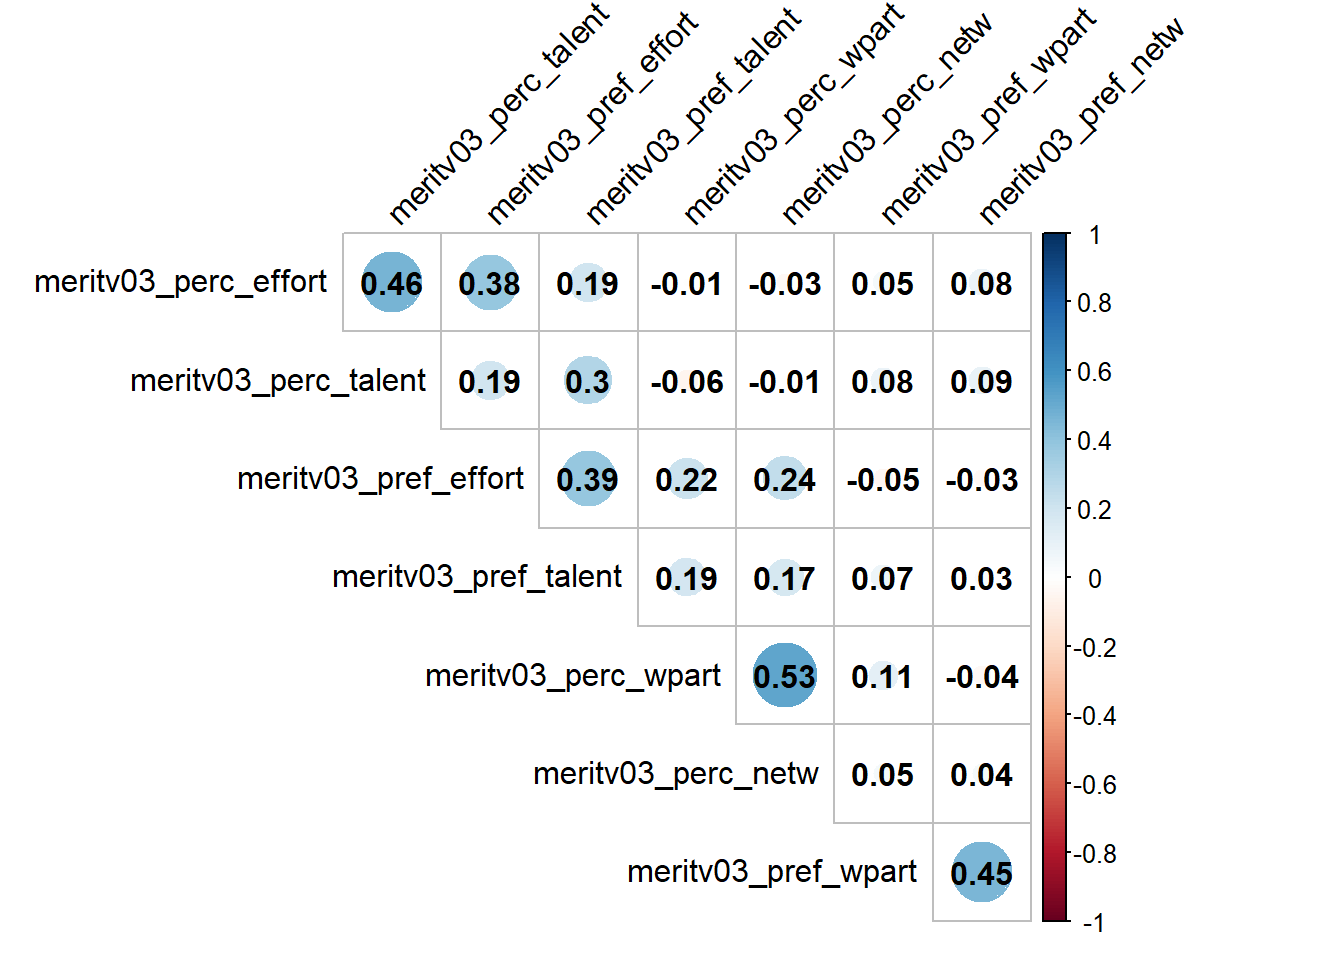 meritv03_perc_talent
meritv03_pref_effort
meritv03_pref_talent
meritv03_perc_wpart
meritv03_perc_netw
meritv03_pref_wpart
meritv03_pref_netw
meritv03_perc_effort 0.46 0.38 0.19 -0.01 -0.03 0.05 0.08
meritv03_perc_talent 0.19 0.3 -0.06 -0.01 0.08 0.09
meritv03_pref_effort 0.39 0.22 0.24 -0.05 -0.03
meritv03_pref_talent 0.19 0.17 0.07 0.03
meritv03_perc_wpart 0.53 0.11 -0.04
meritv03_perc_netw 0.05 0.04
meritv03_pref_wpart 0.45
1
0.8
0.6
0.4
0.2
0
-0.2
-0.4
-0.6
-0.8
-1